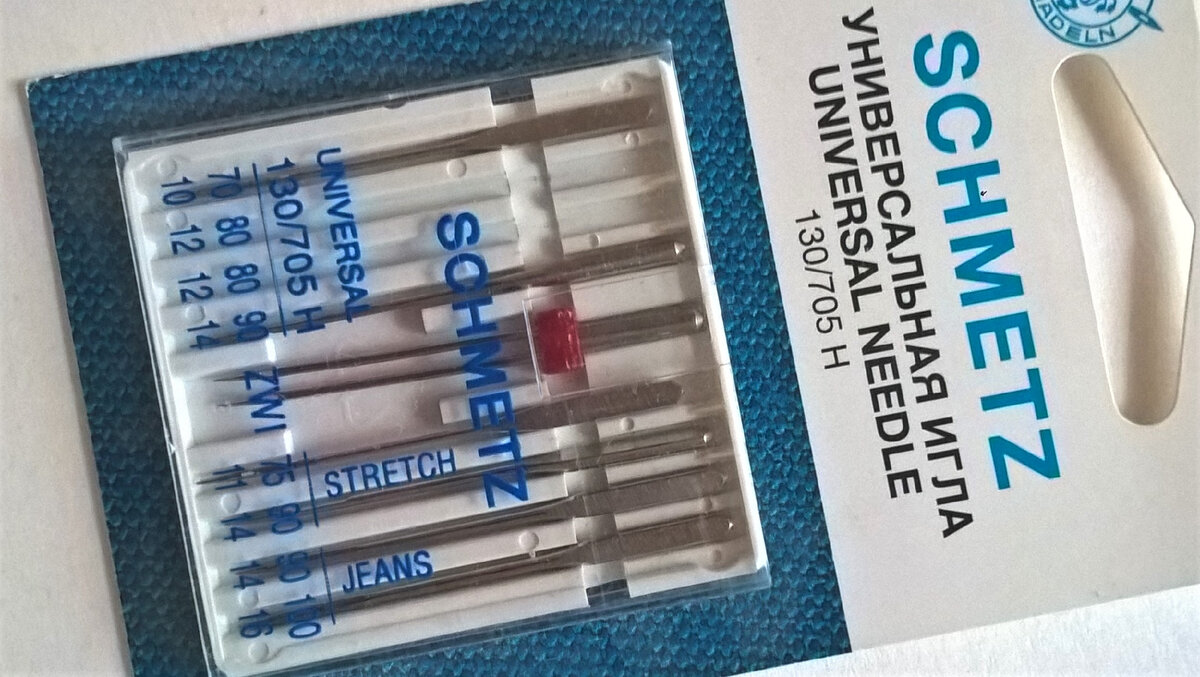 NADELN
SCHMETZ
УНИВЕРСАЛЬНАЯ ИГЛА
UNIVERSAL NEEDLE
130/705 H
SCHMETZ
UNIVERSAL
130/705 H
70 80 80 90
10 12 12 14
ZWI
STRETCH
75 90
11 14
JEANS
90 100
14 16